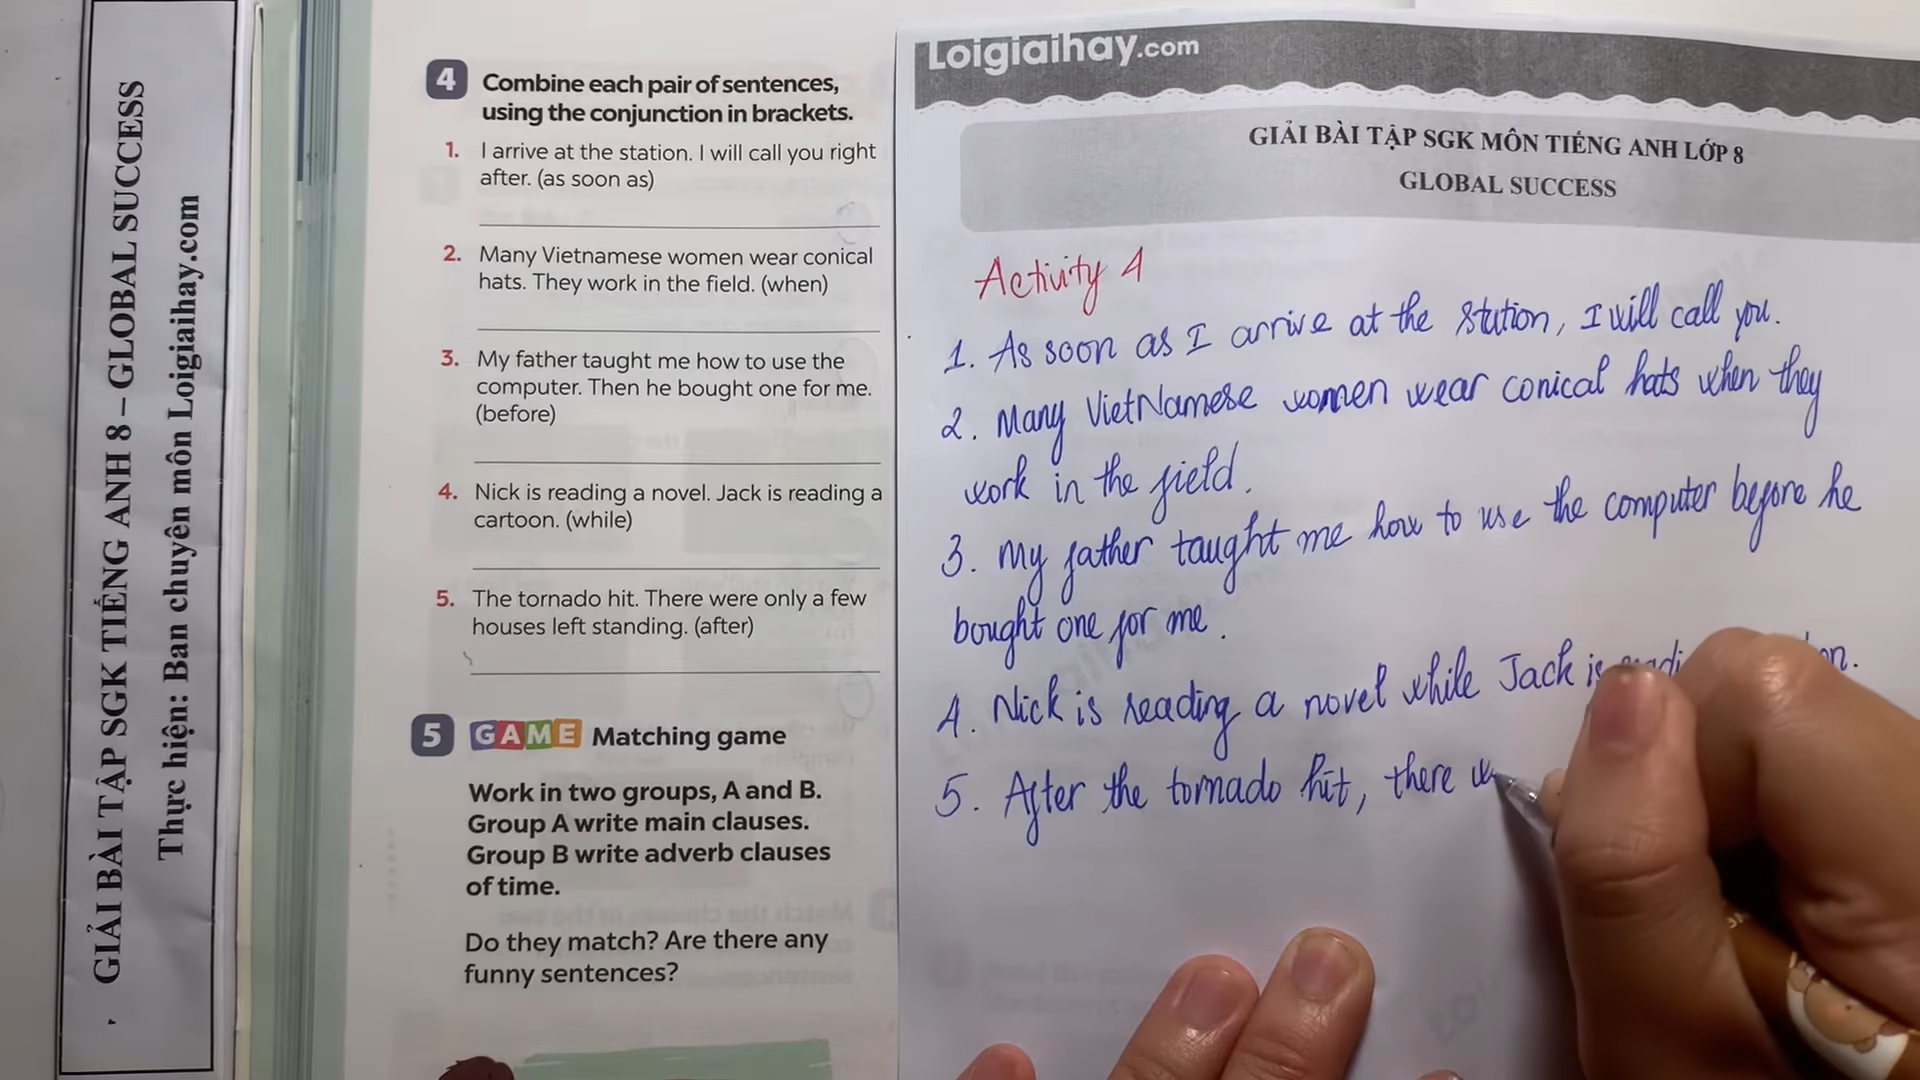 GIẢI BÀI TẬP SGK TIẾNG ANH 8 – GLOBAL SUCCESS
Thực hiện: Ban chuyên môn Loigiaihay.com
4 Combine each pair of sentences,
using the conjunction in brackets.
1. I arrive at the station. I will call you right
after. (as soon as)
2. Many Vietnamese women wear conical
hats. They work in the field. (when)
3. My father taught me how to use the
computer. Then he bought one for me.
(before)
4. Nick is reading a novel. Jack is reading a
cartoon. (while)
5. The tornado hit. There were only a few
houses left standing. (after)
5 GAME Matching game
Work in two groups, A and B.
Group A write main clauses.
Group B write adverb clauses
of time.
Do they match? Are there any
funny sentences?
Loigiaihay.com
GIẢI BÀI TẬP SGK MÔN TIẾNG ANH LỚP 8
GLOBAL SUCCESS
Activity 4
1. As soon as I arrive at the station, I will call you.
2. Many VietNamese women wear conical hats when they
work in the field.
3. My father taught me how to use the computer before he
bought one for me.
4. Nick is reading a novel while Jack is
5. After the tornado hit, there